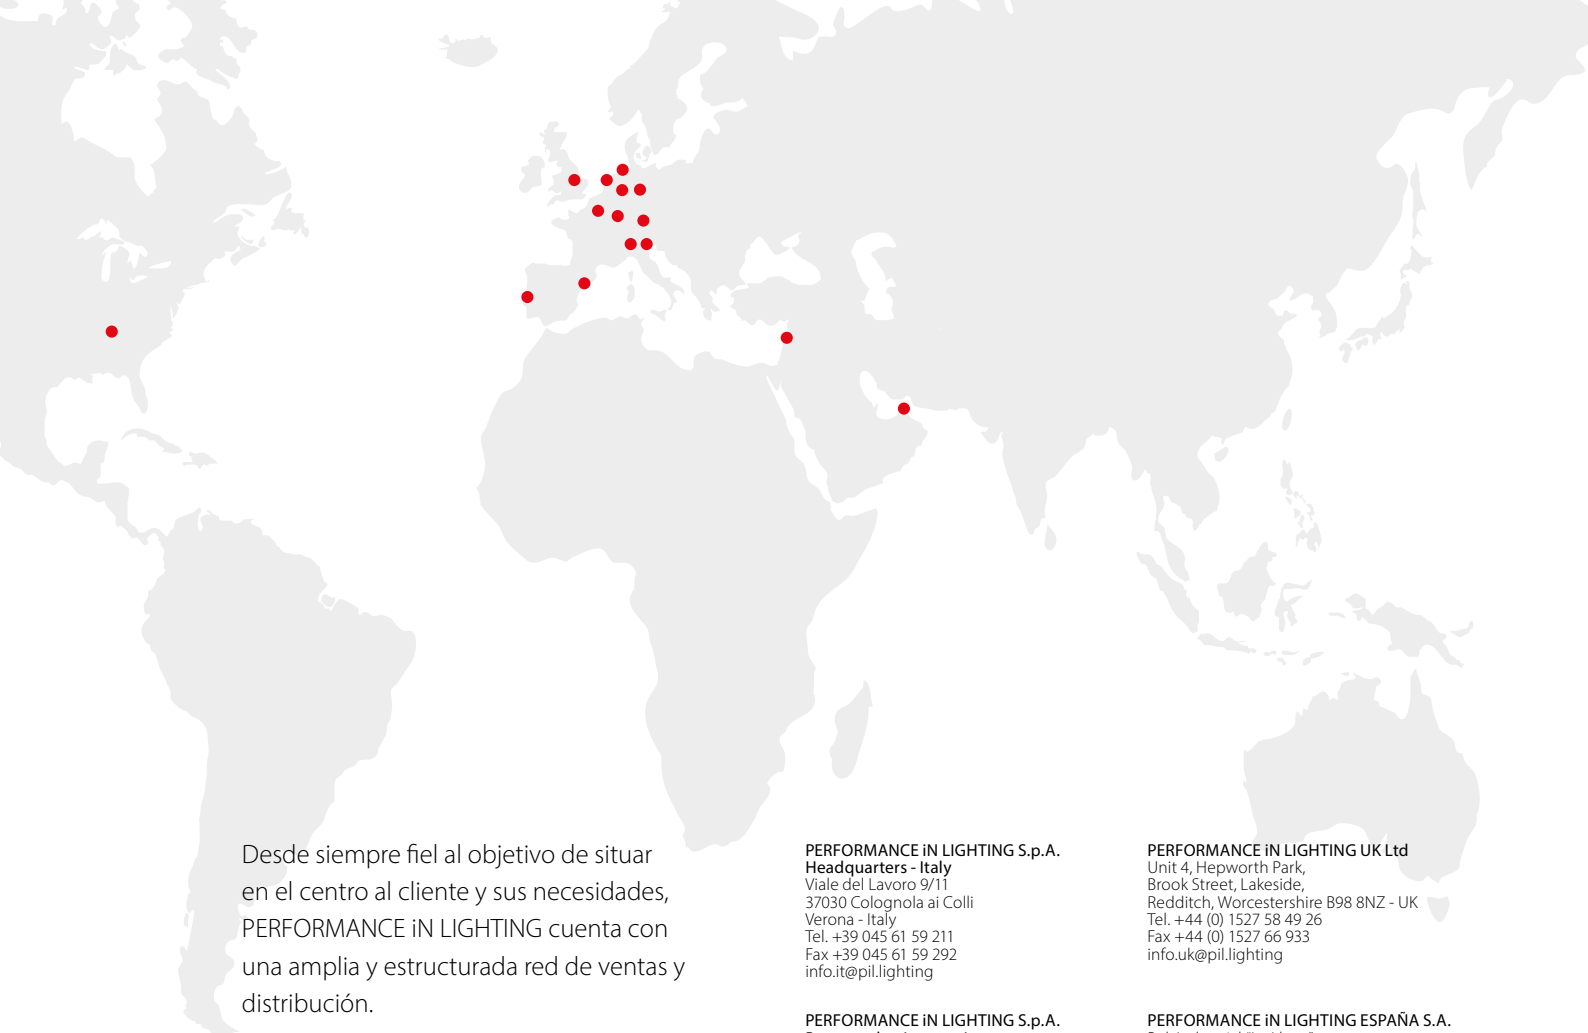 Desde siempre fiel al objetivo de situar
en el centro al cliente y sus necesidades,
PERFORMANCE iN LIGHTING cuenta con
una amplia y estructurada red de ventas y
distribución.
PERFORMANCE iN LIGHTING S.p.A.
Headquarters - Italy
Viale del Lavoro 9/11
37030 Colognola ai Colli
Verona - Italy
Tel. +39 045 61 59 211
Fax +39 045 61 59 292
info.it@pil.lighting
PERFORMANCE iN LIGHTING S.p.A.
PERFORMANCE iN LIGHTING UK Ltd
Unit 4, Hepworth Park,
Brook Street, Lakeside,
Redditch, Worcestershire B98 8NZ - UK
Tel. +44 (0) 1527 58 49 26
Fax +44 (0) 1527 66 933
info.uk@pil.lighting
PERFORMANCE iN LIGHTING ESPAÑA S.A.